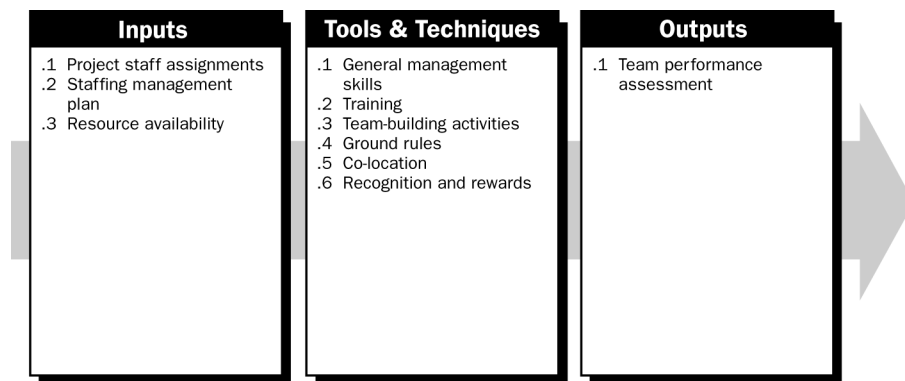 Inputs
.1 Project staff assignments
.2 Staffing management
plan
.3 Resource availability
Tools & Techniques
.1 General management
skills
.2 Training
.3 Team-building activities
.4 Ground rules
.5 Co-location
.6 Recognition and rewards
Outputs
.1 Team performance
assessment